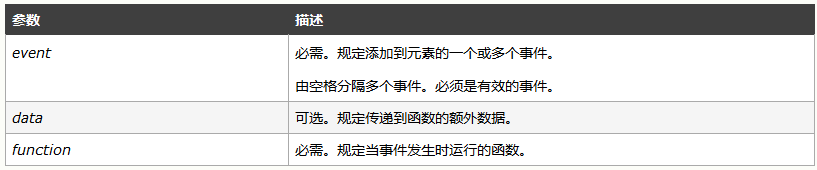 参数 描述
event 必需。规定添加到元素的一个或多个事件。
由空格分隔多个事件。必须是有效的事件。
data 可选。规定传递到函数的额外数据。
function 必需。规定当事件发生时运行的函数。